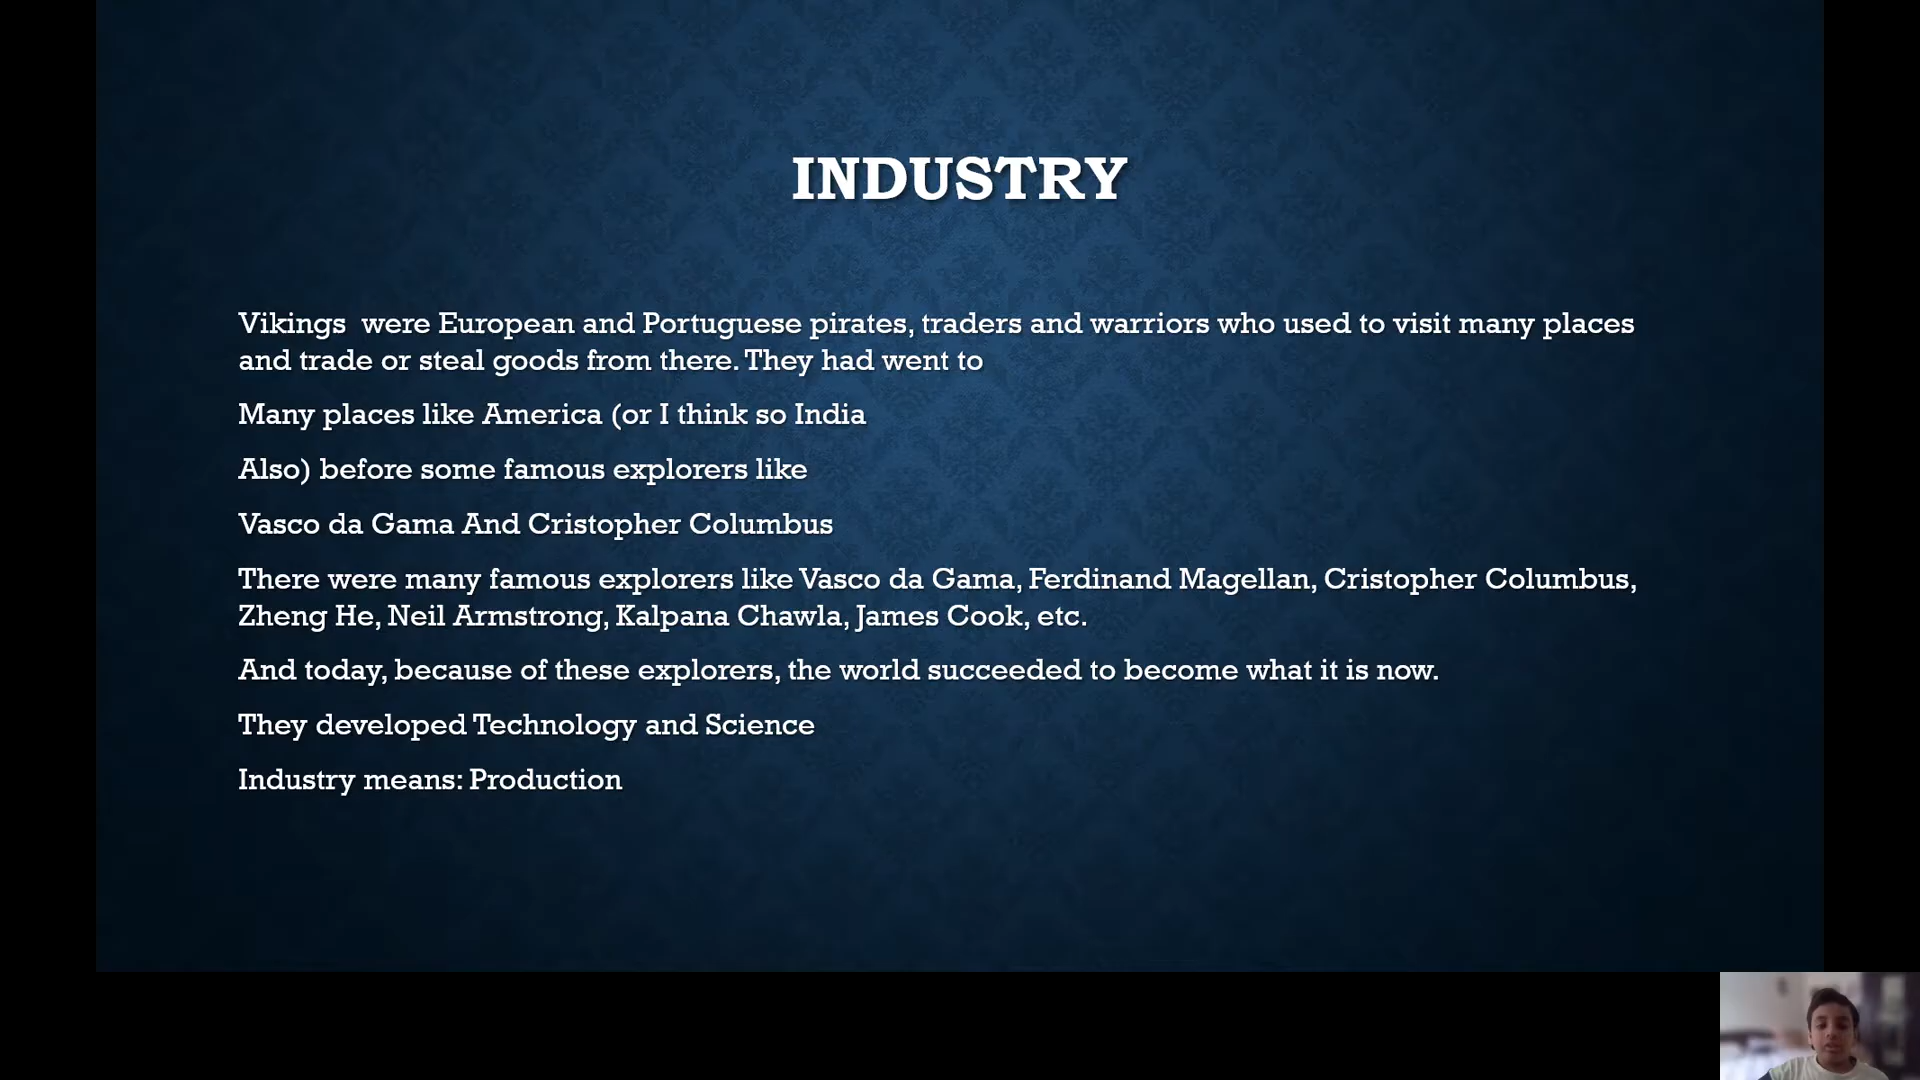 INDUSTRY
Vikings were European and Portuguese pirates, traders and warriors who used to visit many places
and trade or steal goods from there. They had went to
Many places like America (or I think so India
Also) before some famous explorers like
Vasco da Gama And Cristopher Columbus
There were many famous explorers like Vasco da Gama, Ferdinand Magellan, Cristopher Columbus,
Zheng He, Neil Armstrong, Kalpana Chawla, James Cook, etc.
And today, because of these explorers, the world succeeded to become what it is now.
They developed Technology and Science
Industry means: Production